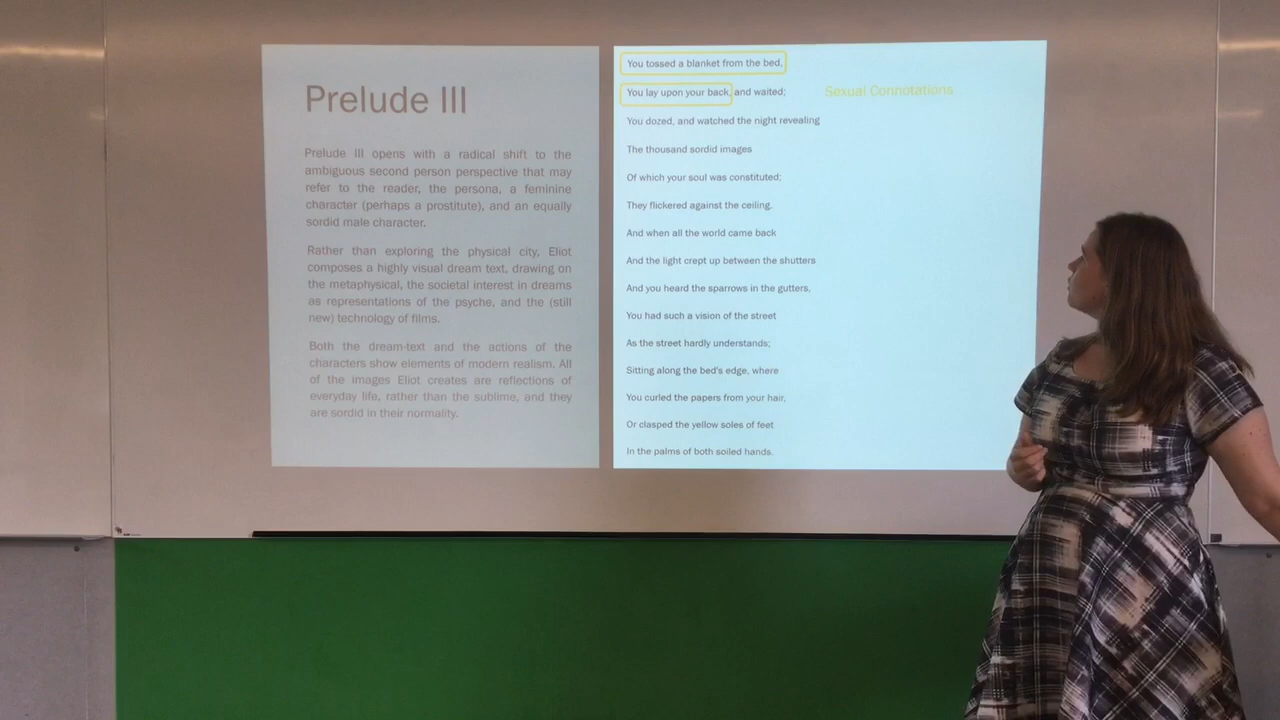 Prelude III
Prelude III opens with a radical shift to the
ambiguous second person perspective that may
refer to the reader, the persona, a feminine
character (perhaps a prostitute), and an equally
sordid male character.
Rather than exploring the physical city, Eliot
composes a highly visual dream text, drawing on
the metaphysical, the societal interest in dreams
as representations of the psyche, and the (still
new) technology of films.
Both the dream-text and the actions of the
characters show elements of modern realism. All
of the images Eliot creates are reflections of
everyday life, rather than the sublime, and they
are sordid in their normality.
You tossed a blanket from the bed,
You lay upon your back, and waited;
Sexual Connotations
You dozed, and watched the night revealing
The thousand sordid images
Of which your soul was constituted;
They flickered against the ceiling.
And when all the world came back
And the light crept up between the shutters
And you heard the sparrows in the gutters,
You had such a vision of the street
As the street hardly understands;
Sitting along the bed's edge, where
You curled the papers from your hair,
Or clasped the yellow soles of feet
In the palms of both soiled hands.